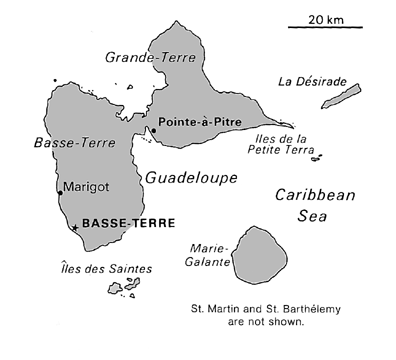 20 km
Grande-Terre
La Désirade
Pointe-à-Pitre
Basse-Terre
Iles de la
Petite Terra
Guadeloupe
Marigot
Caribbean
Sea
BASSE-TERRE
Marie-
Galante
Îles des Saintes
St. Martin and St. Barthélemy
are not shown.